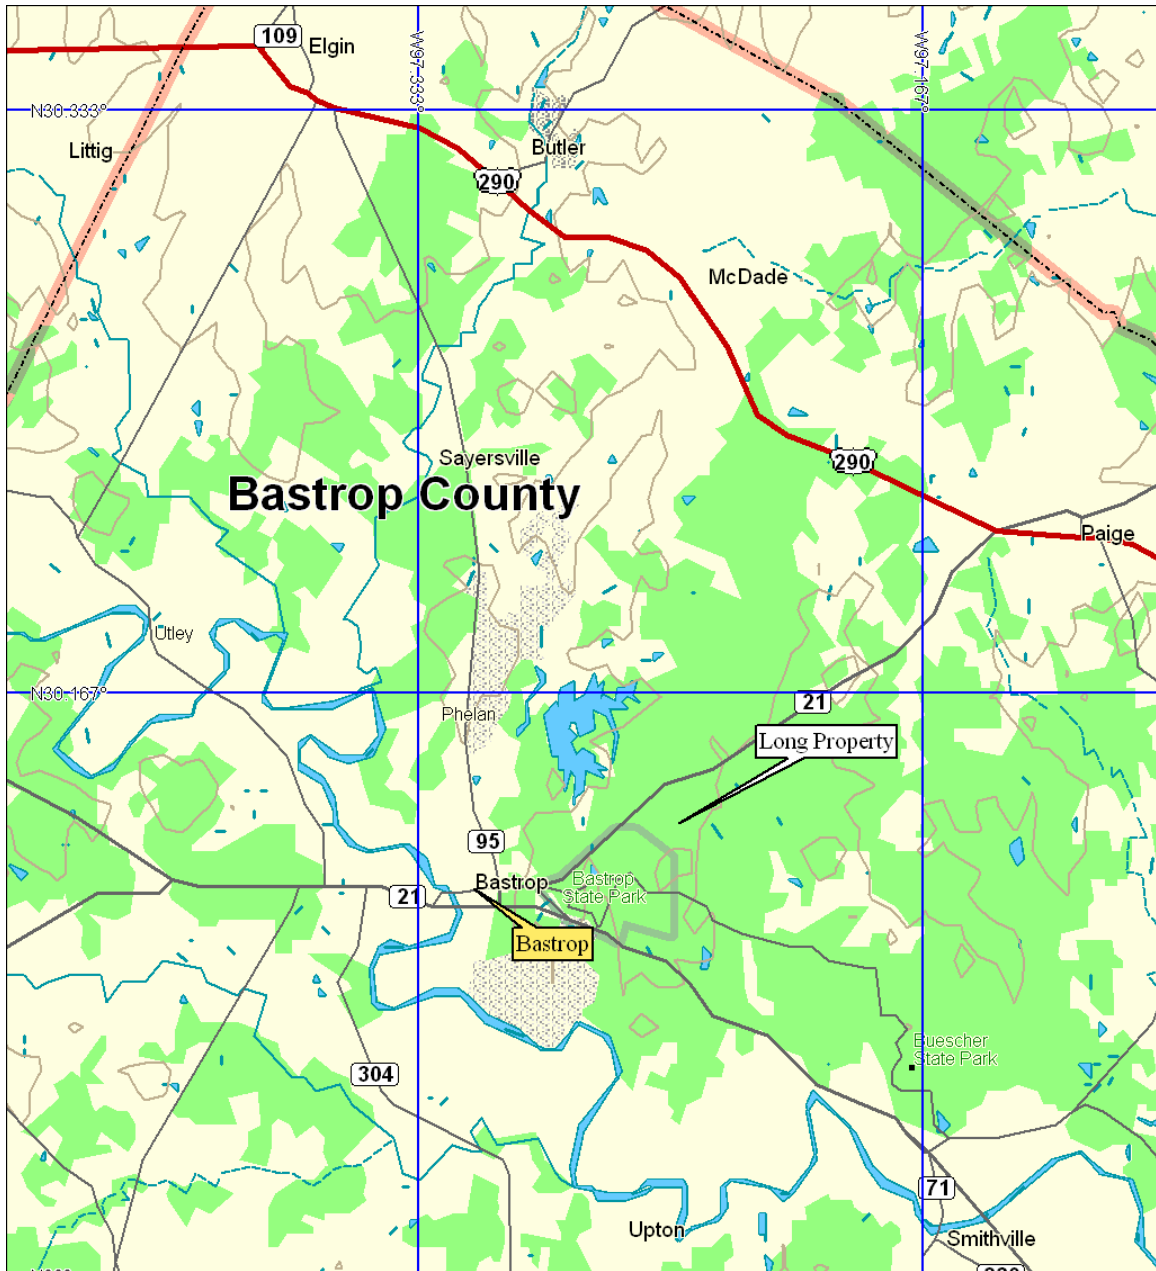 109
Elgin
W97.333°
W97.167°
N30.333°
Littig
Butler
290
McDade
Sayersville
290
Bastrop County
Paige
Utley
N30.167°
21
Phelan
Long Property
95
Bastrop
Bastrop
State Park
21
Bastrop
Buescher
State Park
304
71
Upton
Smithville